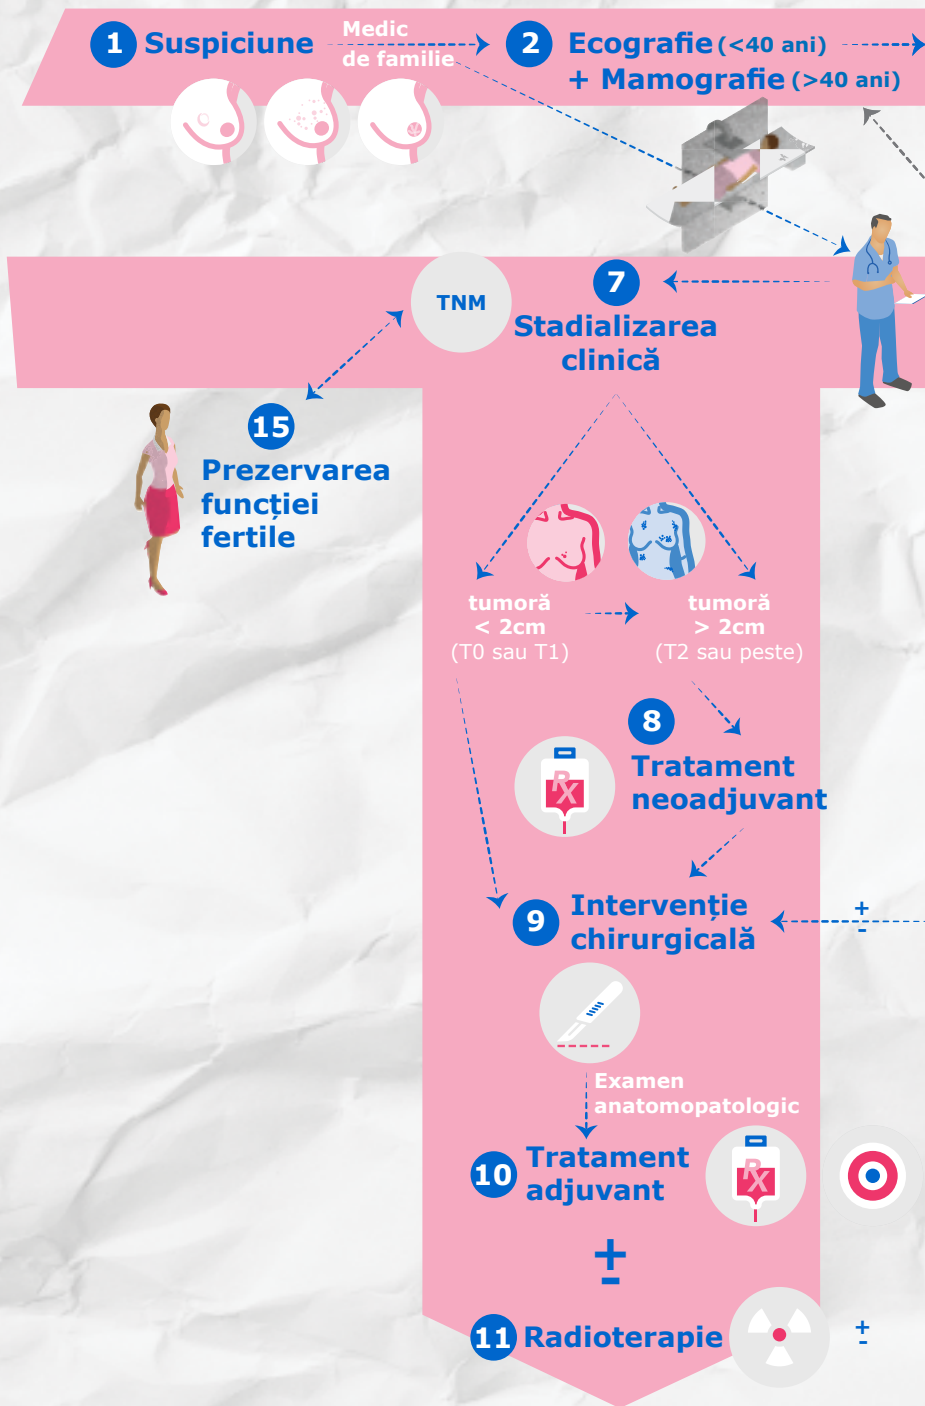 1 Suspiciune
Medic
de familie
2 Ecografie (<40 ani)
+ Mamografie (>40 ani)
TNM
7
Stadializarea
clinică
15
Prezervarea
funcției
fertile
tumoră
< 2cm
(T0 sau T1)
tumoră
> 2cm
(T2 sau peste)
8
Tratament
neoadjuvant
RX
9 Intervenție
chirurgicală
+
-
Examen
anatomopatologic
10 Tratament
adjuvant
RX
+
-
11 Radioterapie
+
-